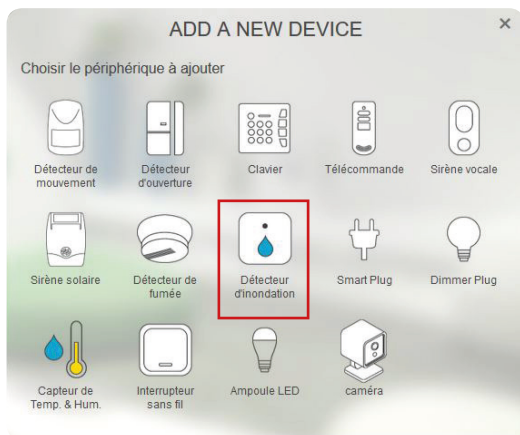 ADD A NEW DEVICE
×
Choisir le périphérique à ajouter
Détecteur de
mouvement
Détecteur
d'ouverture
Clavier
Télécommande
Sirène vocale
Sirène solaire
Détecteur de
fumée
Détecteur
d'inondation
Smart Plug
Dimmer Plug
Capteur de
Temp. & Hum.
Interrupteur
sans fil
Ampoule LED
caméra